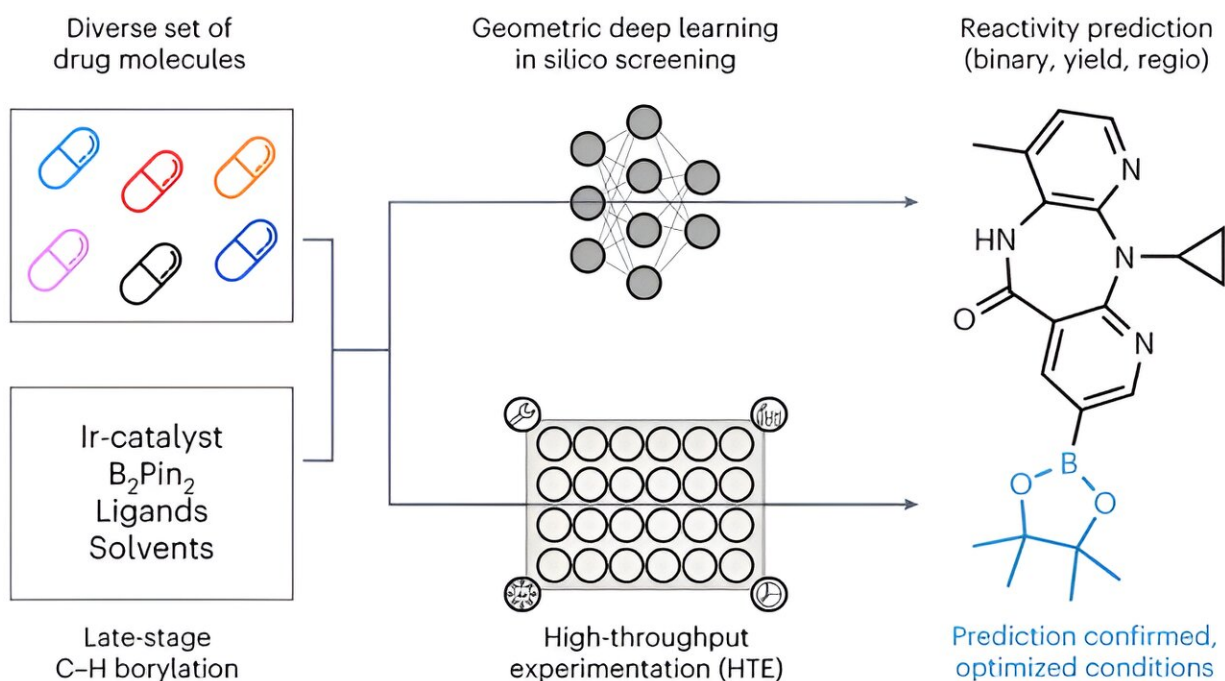 Diverse set of
drug molecules
Geometric deep learning
in silico screening
Reactivity prediction
(binary, yield, regio)
N
HN
N
O
N
B
O
O
Ir-catalyst
B₂Pin₂
Ligands
Solvents
Late-stage
C–H borylation
High-throughput
experimentation (HTE)
Prediction confirmed,
optimized conditions